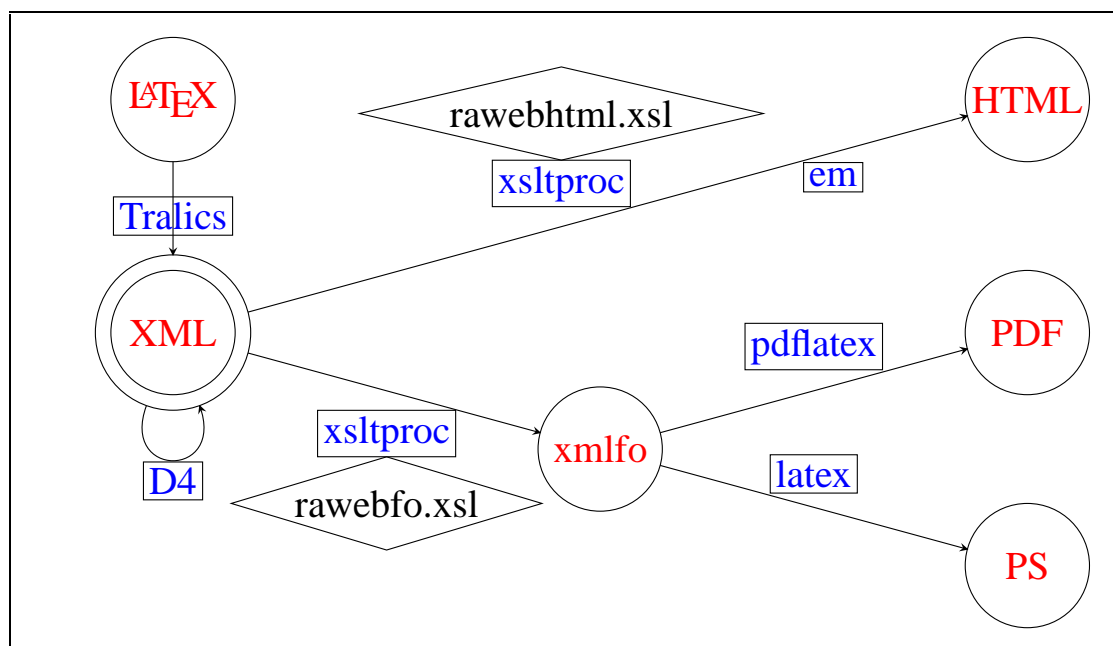 LATEX
rawebhtml.xsl
HTML
xsltproc
em
Tralics
XML
pdflatex
PDF
xsltproc
xmlfo
D4
rawebfo.xsl
latex
PS